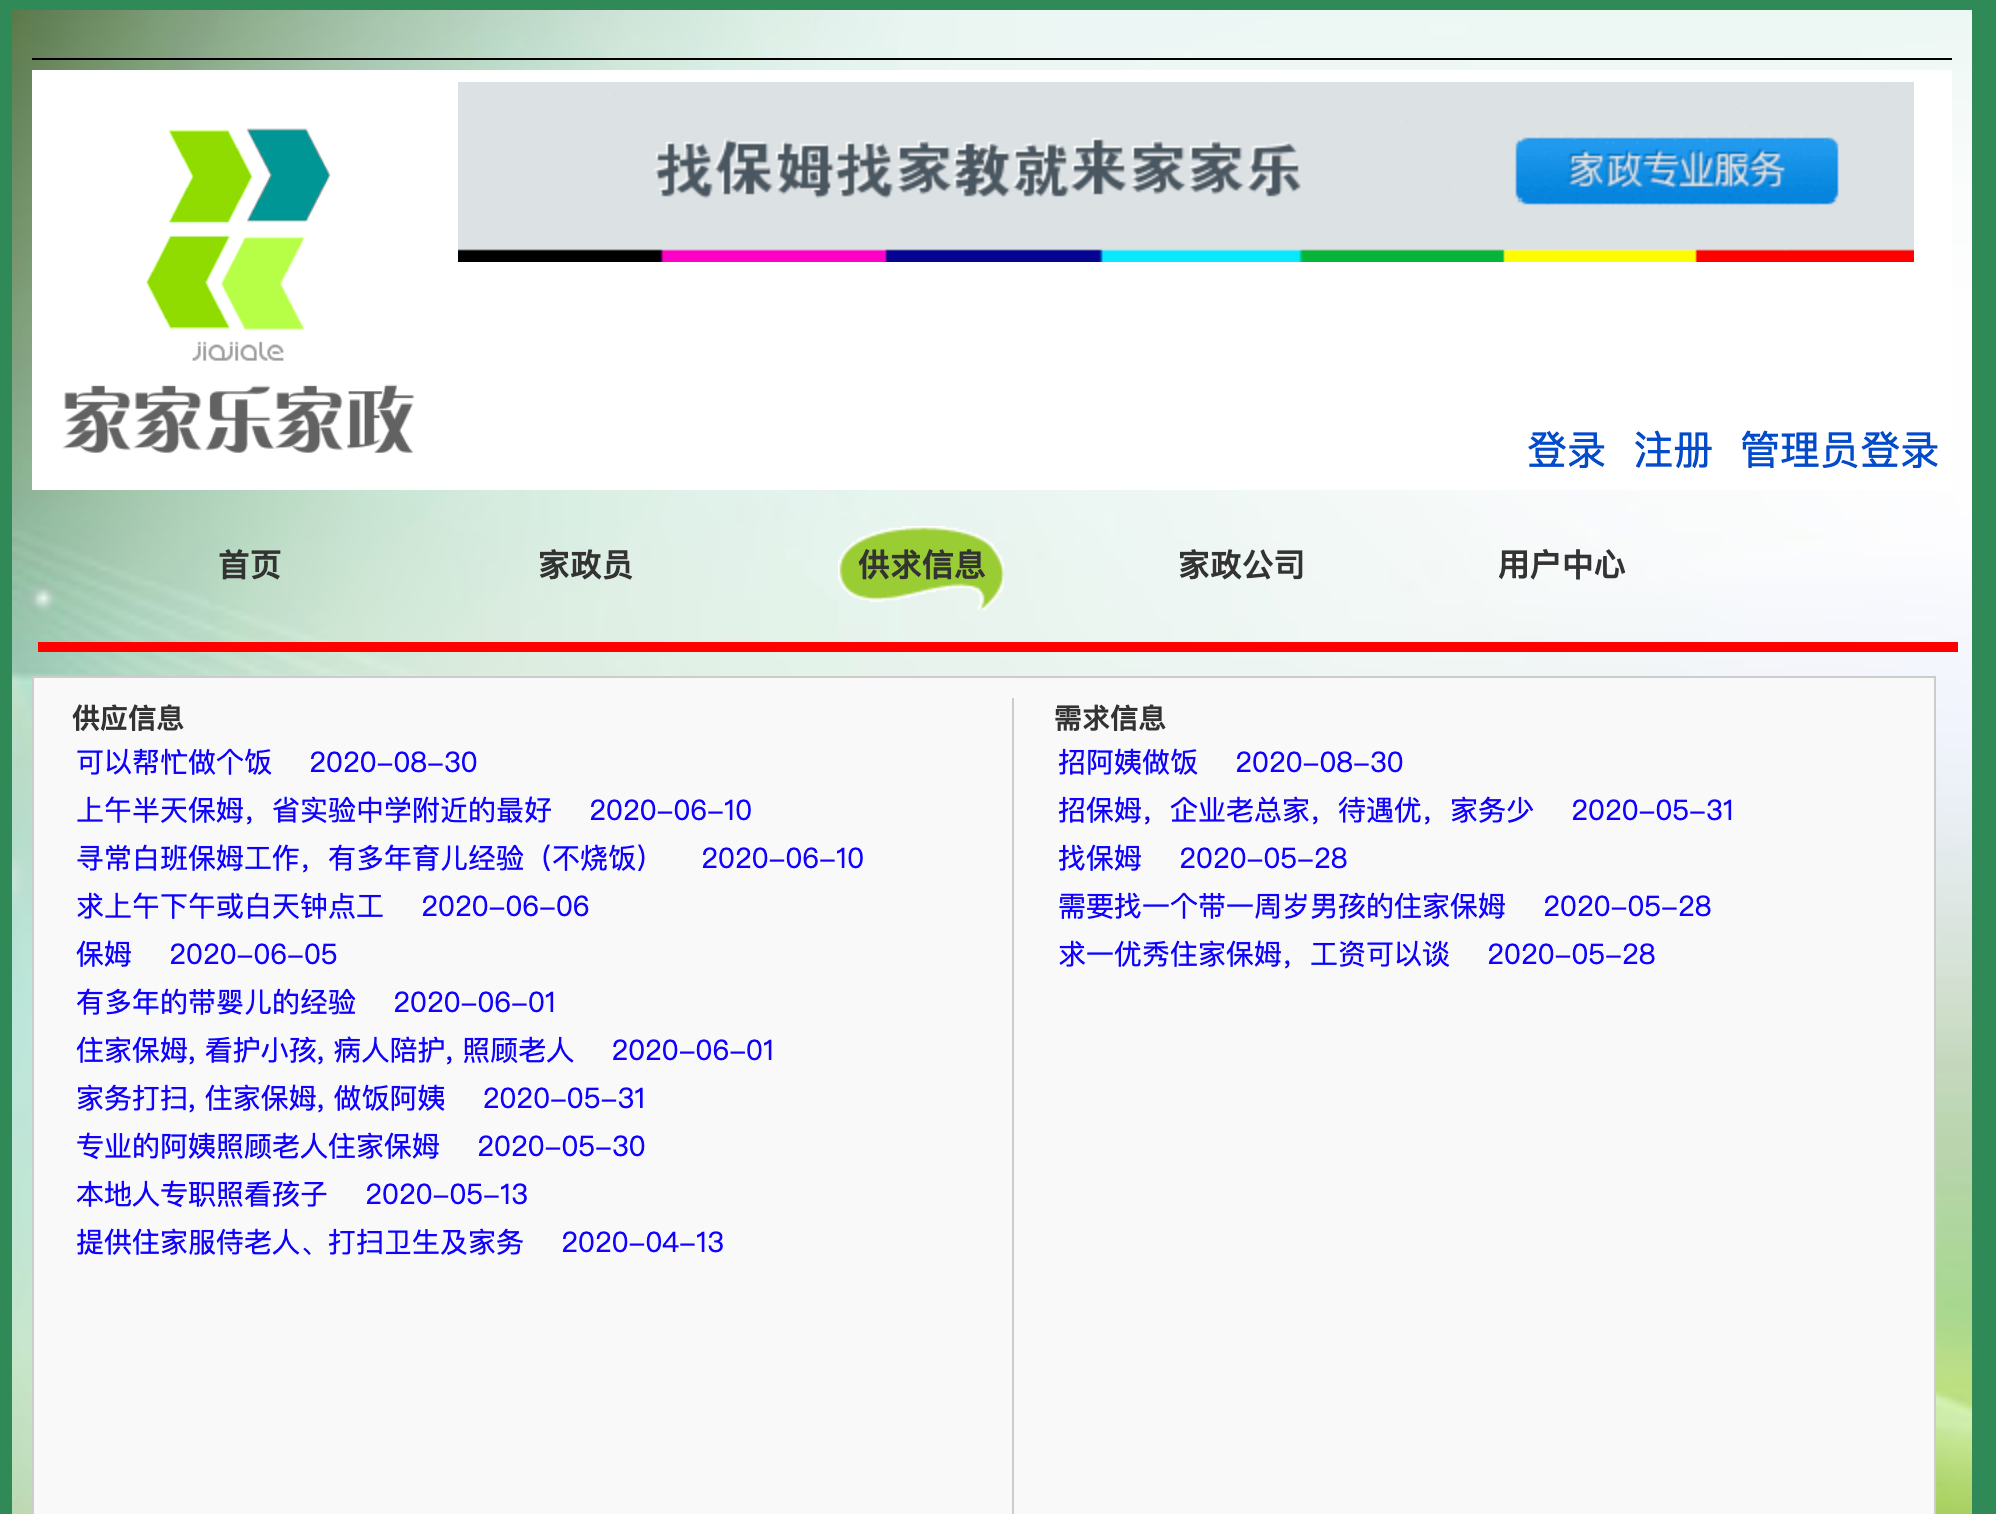 找保姆找家教就来家家乐
家政专业服务
jiajiale
家家乐家政
登录 注册 管理员登录
首页 家政员 供求信息 家政公司 用户中心
供应信息
可以帮忙做个饭 2020-08-30
上午半天保姆，省实验中学附近的最好 2020-06-10
寻常白班保姆工作，有多年育儿经验（不烧饭） 2020-06-10
求上午下午或白天钟点工 2020-06-06
保姆 2020-06-05
有多年的带婴儿的经验 2020-06-01
住家保姆, 看护小孩, 病人陪护, 照顾老人 2020-06-01
家务打扫, 住家保姆, 做饭阿姨 2020-05-31
专业的阿姨照顾老人住家保姆 2020-05-30
本地人专职照看孩子 2020-05-13
提供住家服侍老人、打扫卫生及家务 2020-04-13
需求信息
招阿姨做饭 2020-08-30
招保姆，企业老总家，待遇优，家务少 2020-05-31
找保姆 2020-05-28
需要找一个带一周岁男孩的住家保姆 2020-05-28
求一优秀住家保姆，工资可以谈 2020-05-28